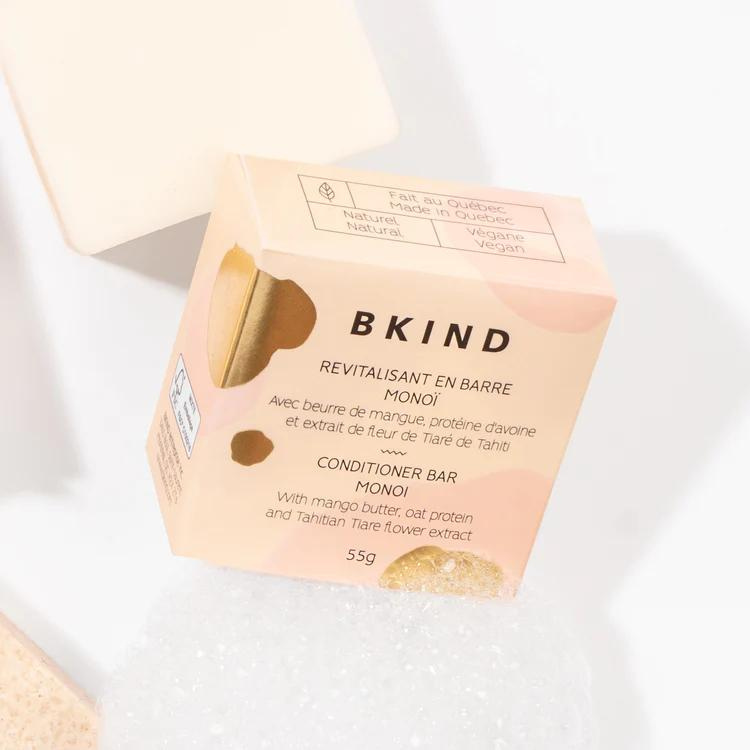 Fait au Québec
Made in Quebec
Naturel
Natural
Végane
Vegan
BKIND
REVITALISANT EN BARRE
MONOÏ
Avec beurre de mangue, protéine d'avoine
et extrait de fleur de Tiaré de Tahiti
CONDITIONER BAR
MONOI
With mango butter, oat protein
and Tahitian Tiare flower extract
55g